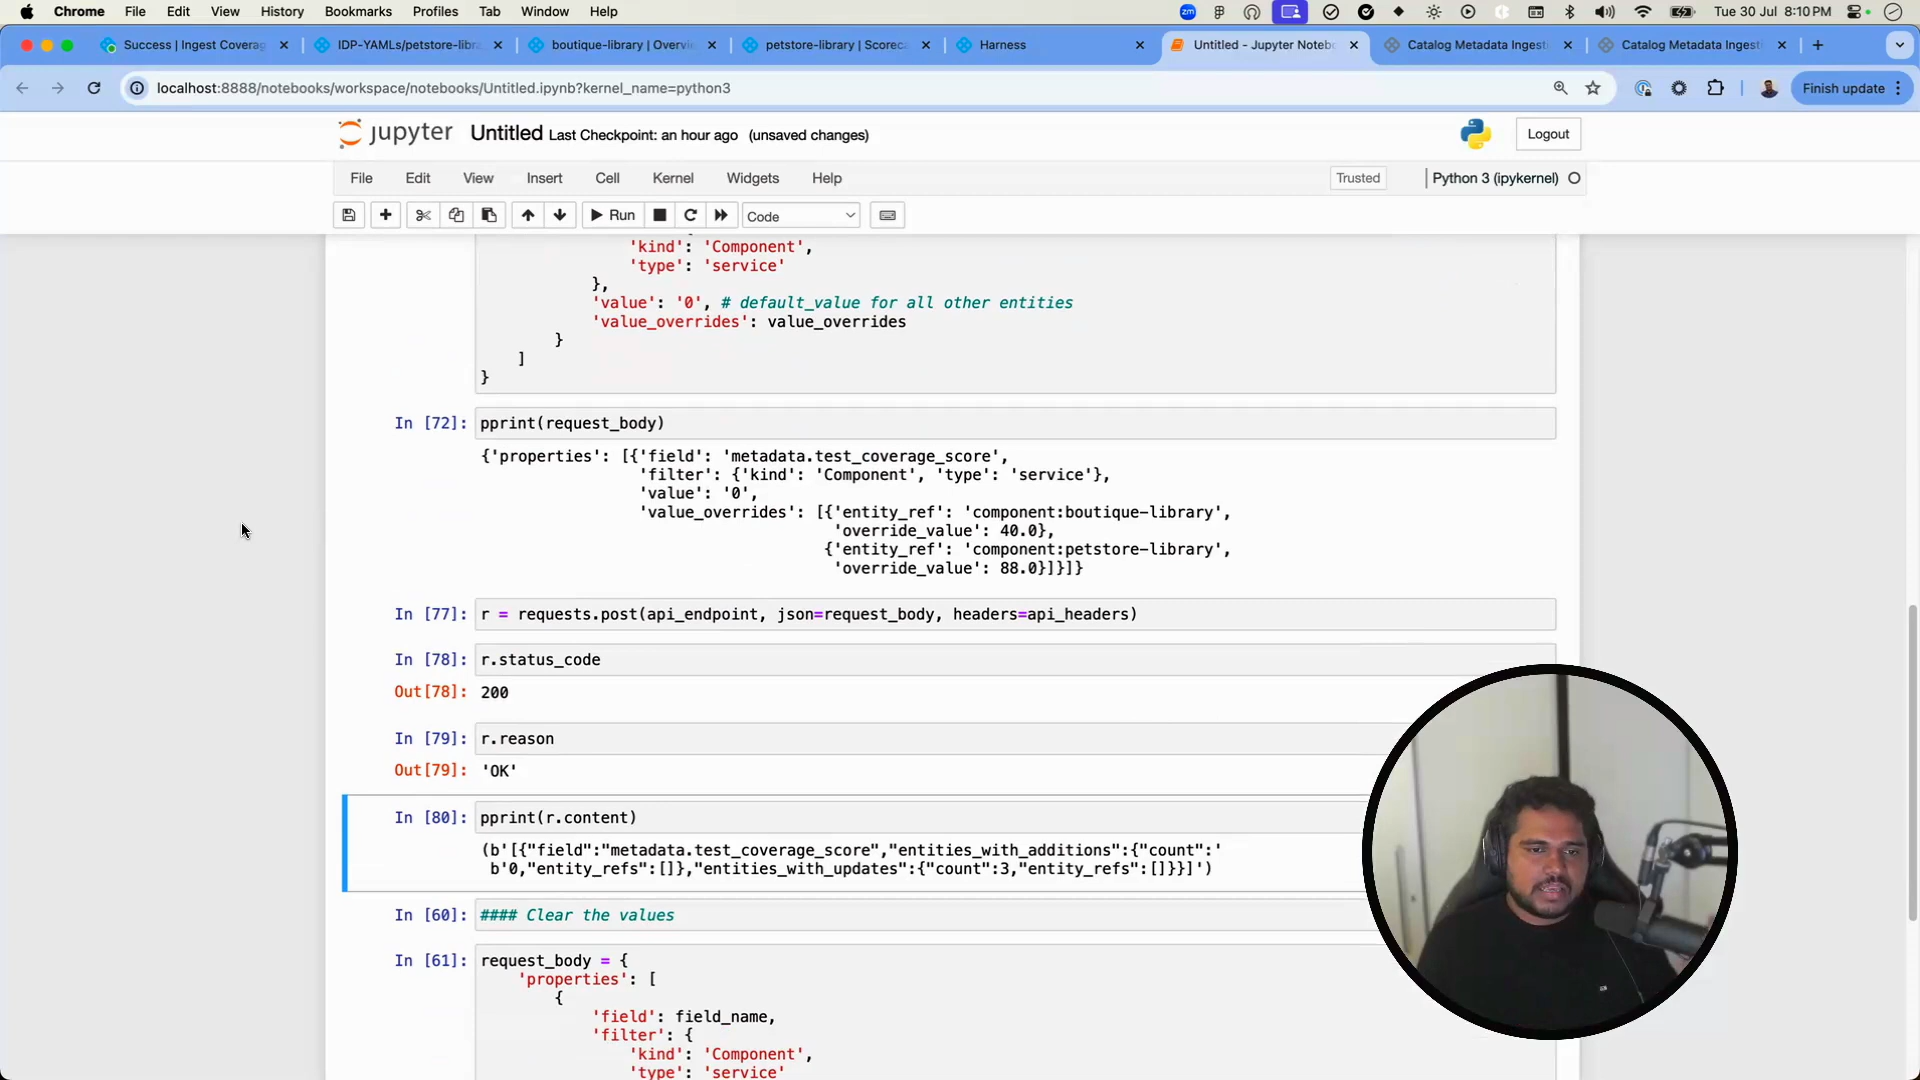 Chrome File Edit View History Bookmarks Profiles Tab Window Help zm Tue 30 Jul 8:10 PM
Success | Ingest Covera IDP-YAMLs/petstore-libra boutique-library | Overvie petstore-library | Scoreca Harness Untitled - Jupyter Notebo Catalog Metadata Ingesti Catalog Metadata Ingesti
localhost:8888/notebooks/workspace/notebooks/Untitled.ipynb?kernel_name=python3 Finish update
jupyter Untitled Last Checkpoint: an hour ago (unsaved changes) Logout
File Edit View Insert Cell Kernel Widgets Help Trusted Python 3 (ipykernel)
Run Code
'kind': 'Component',
'type': 'service'
},
'value': '0', # default_value for all other entities
'value_overrides': value_overrides
}
]
}
In [72]: pprint(request_body)
{'properties': [{'field': 'metadata.test_coverage_score',
'filter': {'kind': 'Component', 'type': 'service'},
'value': '0',
'value_overrides': [{'entity_ref': 'component:boutique-library',
'override_value': 40.0},
{'entity_ref': 'component:petstore-library',
'override_value': 88.0}]}]}
In [77]: r = requests.post(api_endpoint, json=request_body, headers=api_headers)
In [78]: r.status_code
Out[78]: 200
In [79]: r.reason
Out[79]: 'OK'
In [80]: pprint(r.content)
(b'[{"field":"metadata.test_coverage_score","entities_with_additions":{"count":'
b'0,"entity_refs":[]},"entities_with_updates":{"count":3,"entity_refs":[]}}]')
In [60]: #### Clear the values
In [61]: request_body = {
'properties': [
{
'field': field_name,
'filter': {
'kind': 'Component',
'type': 'service'